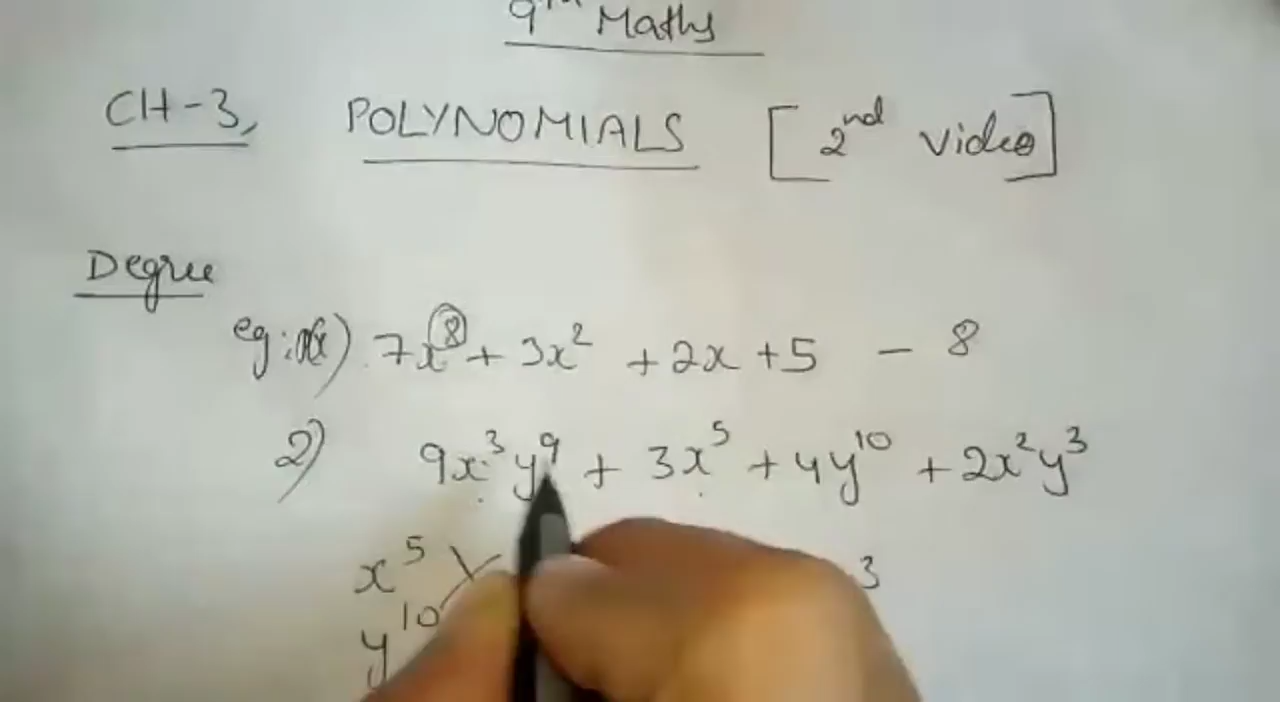 9th Maths
CH-3, POLYNOMIALS [2nd Video]
Degree
eg: 7x⁸ + 3x² + 2x + 5 - 8
2) 9x³y⁹ + 3x⁵ + 4y¹⁰ + 2x²y³
x⁵ 3
y¹⁰